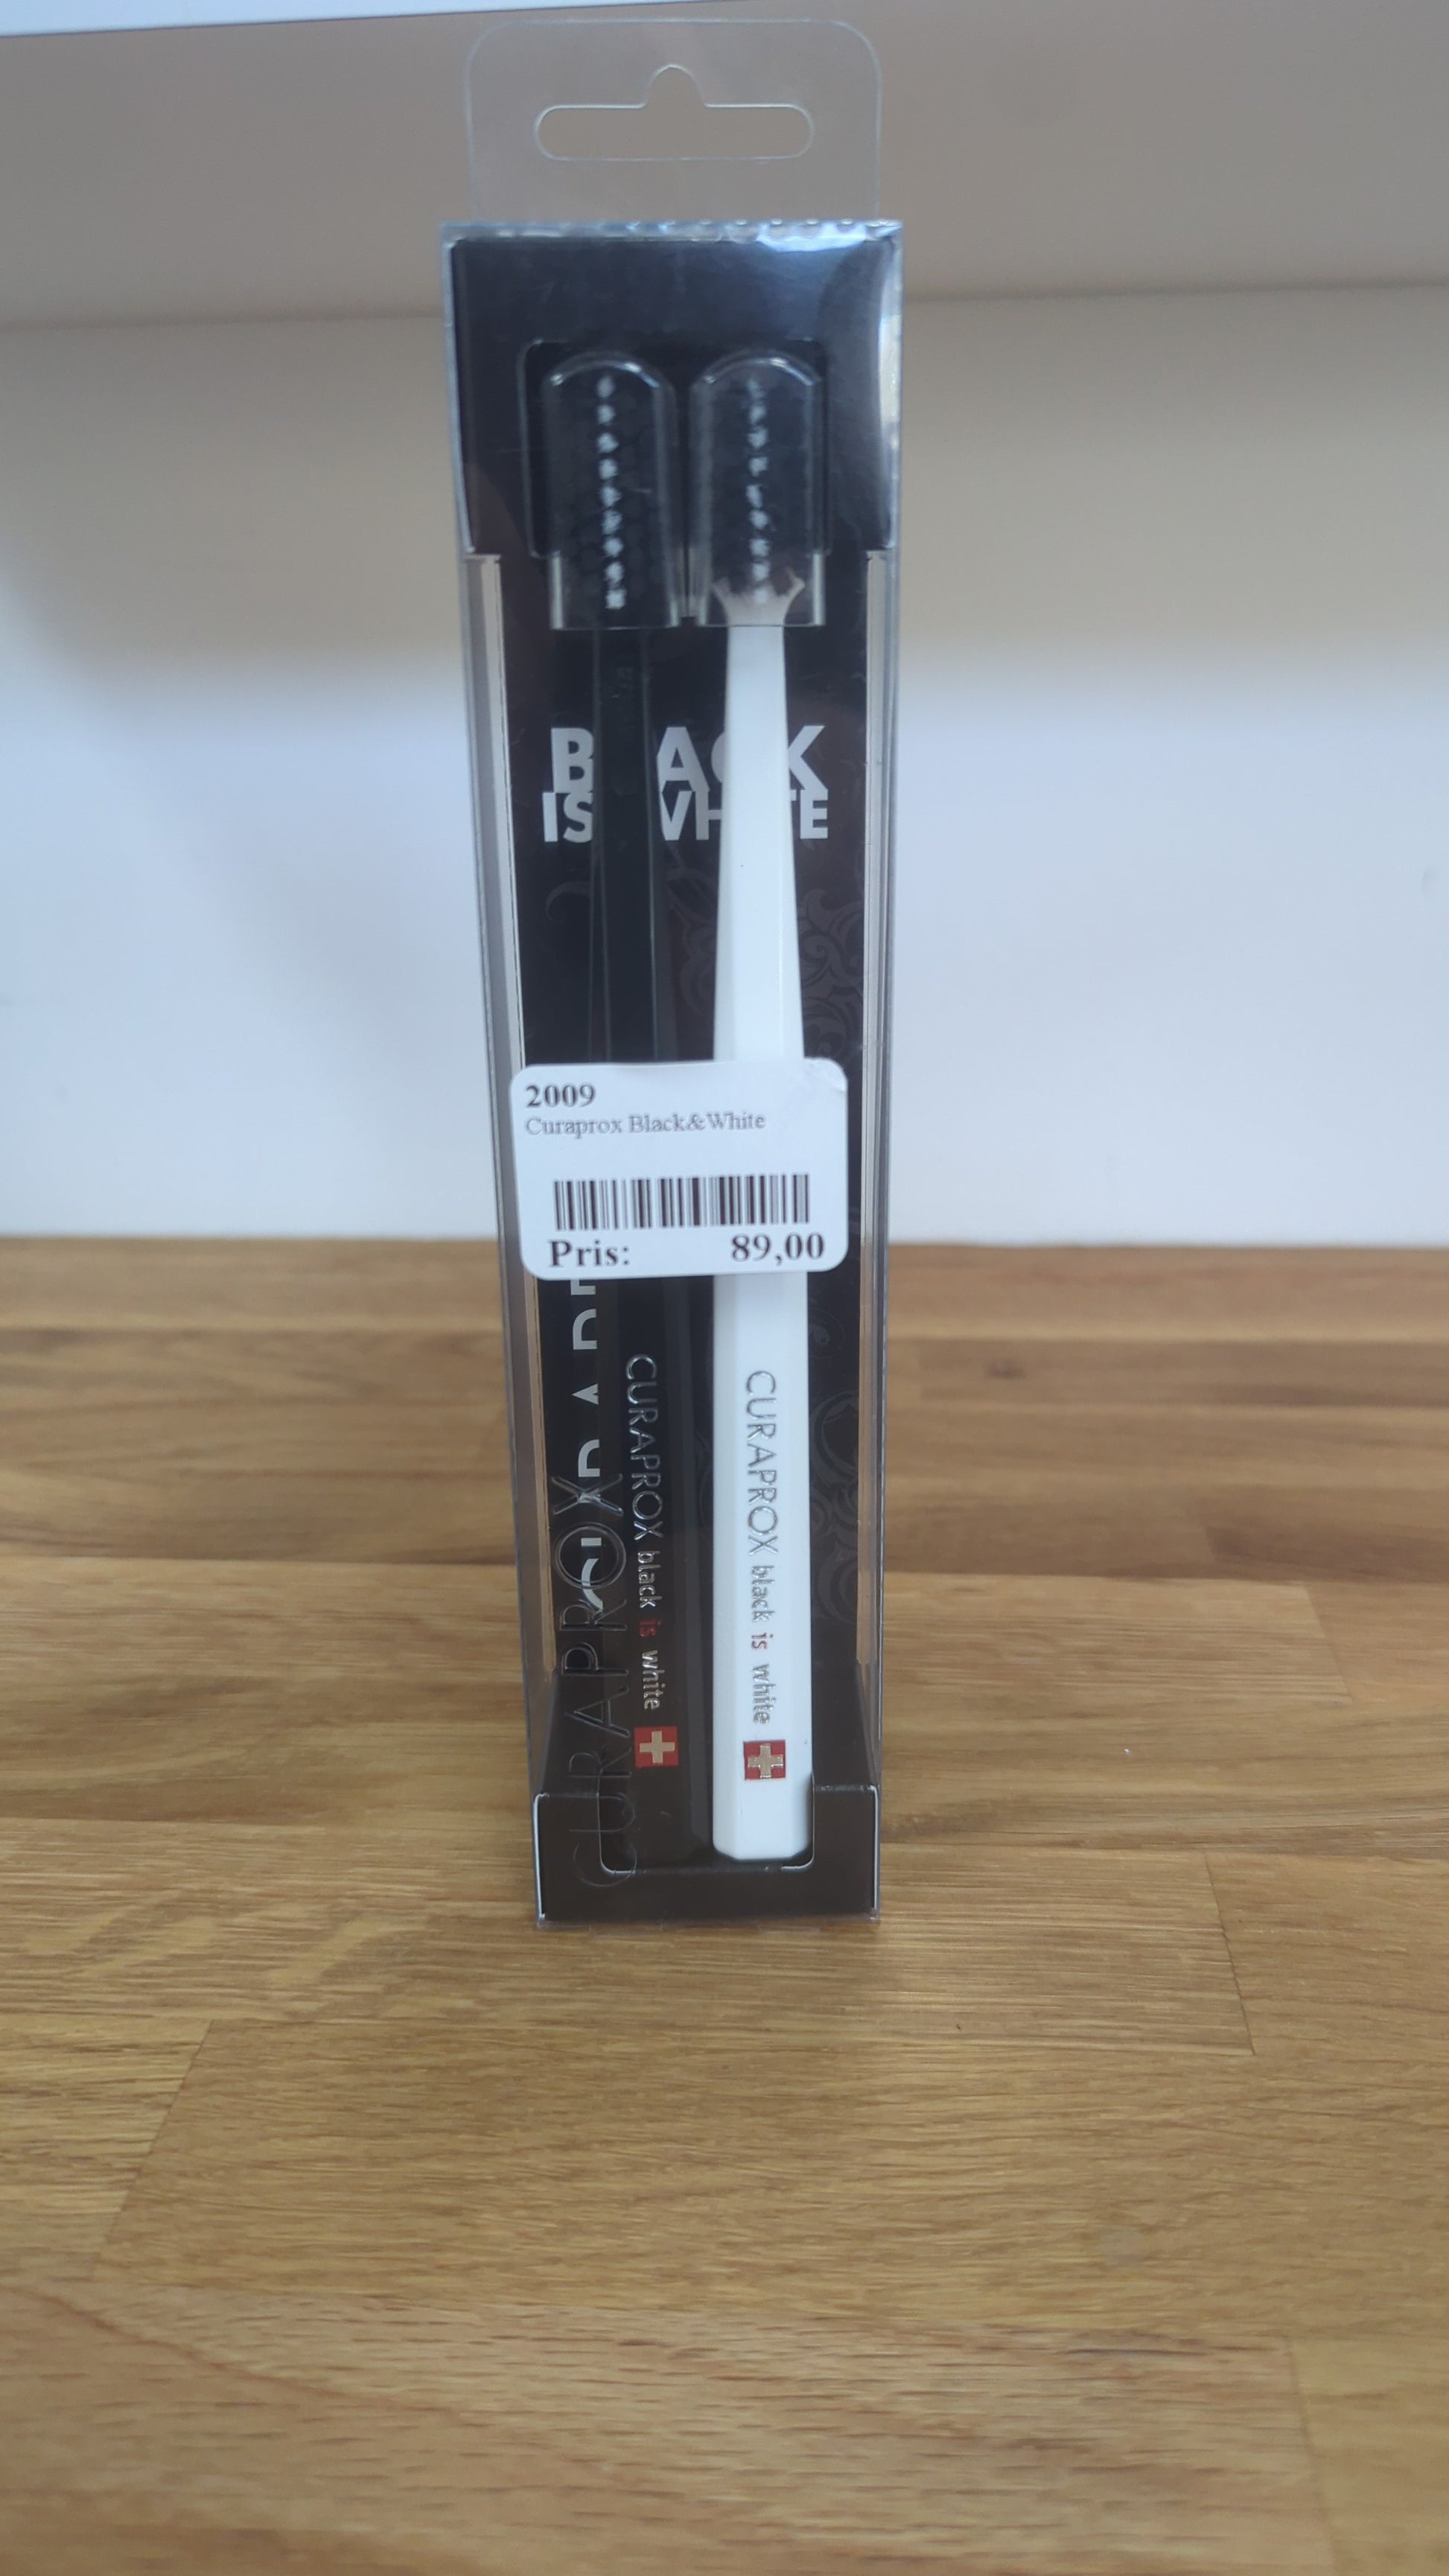 BLACK
IS WHITE
2009
Curaprox Black&White
Pris: 89,00
CURAPROX
CURAPROX black is white
CURAPROX black is white